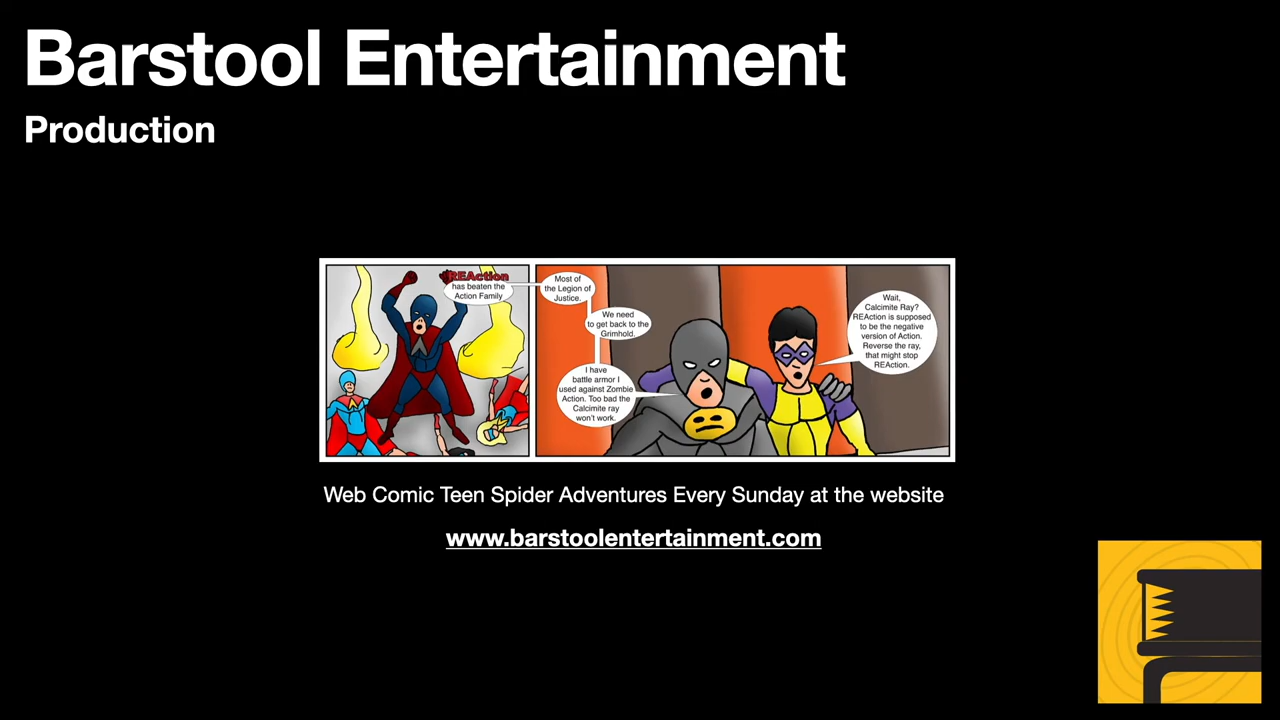 Barstool Entertainment
Production
REAction
has beaten the
Action Family
Most of
the Legion of
Justice.
We need
to get back to the
Grimhold.
I have
battle armor I
used against Zombie
Action. Too bad the
Calcimite ray
won't work.
Wait,
Calcimite Ray?
REAction is supposed
to be the negative
version of Action.
Reverse the ray,
that might stop
REAction.
Web Comic Teen Spider Adventures Every Sunday at the website
www.barstoolentertainment.com